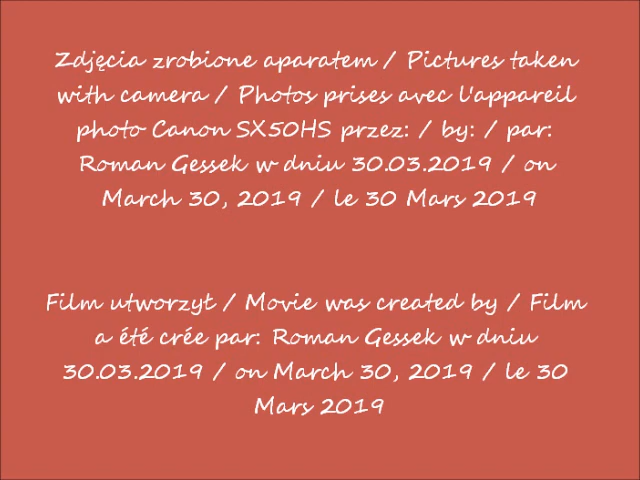 Zdjęcia zrobione aparatem / Pictures taken
with camera / Photos prises avec l'appareil
photo Canon SX50HS przez: / by: / par:
Roman Gessek w dniu 30.03.2019 / on
March 30, 2019 / le 30 Mars 2019
Film utworzył / Movie was created by / Film
a été crée par: Roman Gessek w dniu
30.03.2019 / on March 30, 2019 / le 30
Mars 2019